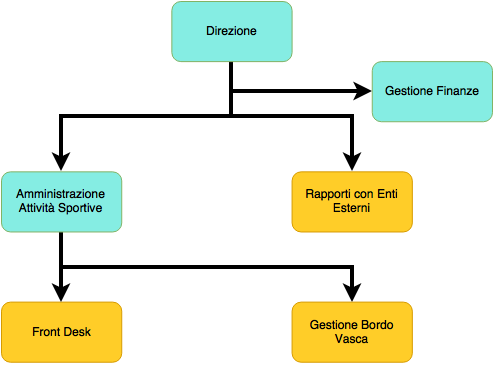 Direzione
Gestione Finanze
Amministrazione
Attività Sportive
Rapporti con Enti
Esterni
Front Desk
Gestione Bordo
Vasca